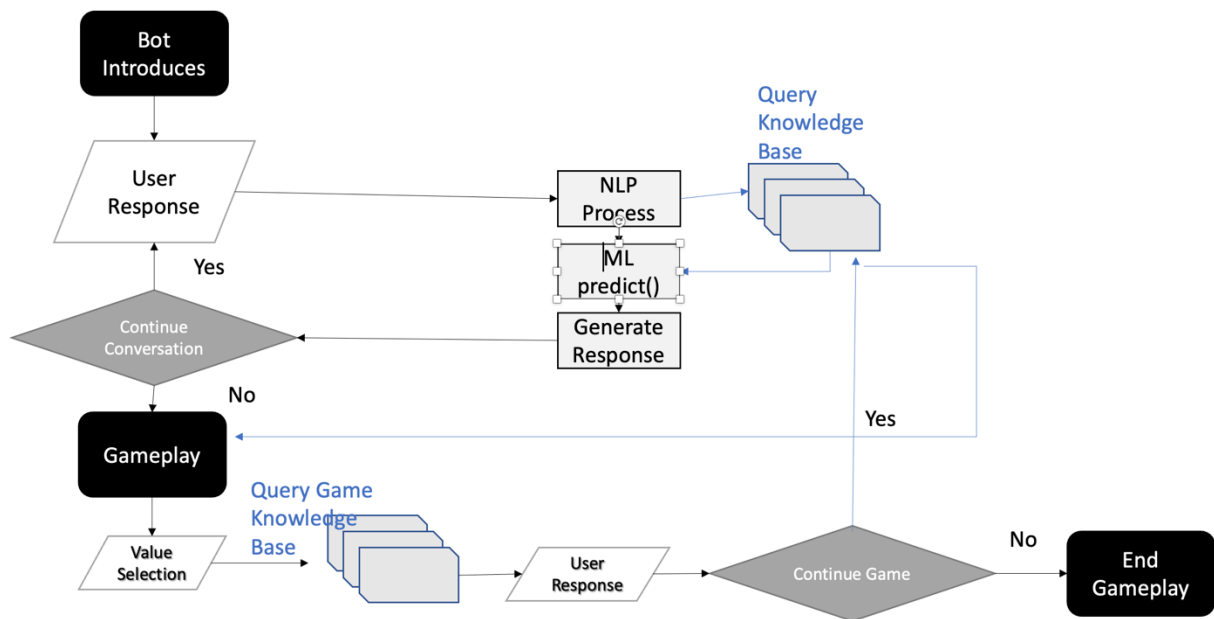 Bot
Introduces
User
Response
NLP
Process
Query
Knowledge
Base
ML
predict()
Generate
Response
Yes
Continue
Conversation
No
Gameplay
Yes
Value
Selection
Query Game
Knowledge
Base
User
Response
Continue Game
No
End
Gameplay